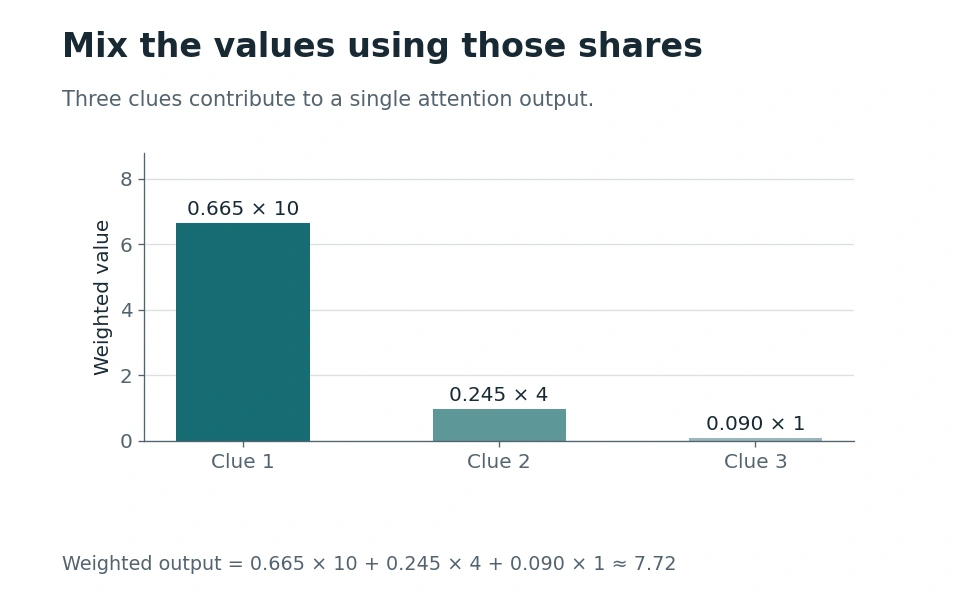 Mix the values using those shares
Three clues contribute to a single attention output.
Weighted value
8
6
4
2
0
0.665 × 10
0.245 × 4
0.090 × 1
Clue 1
Clue 2
Clue 3
Weighted output = 0.665 × 10 + 0.245 × 4 + 0.090 × 1 ≈ 7.72